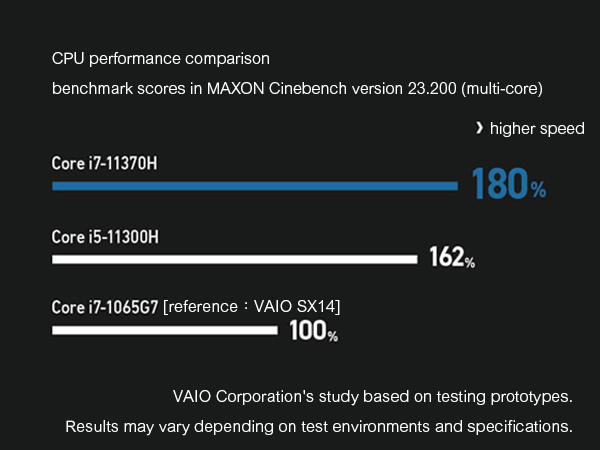 CPU performance comparison
benchmark scores in MAXON Cinebench version 23.200 (multi-core)
❯ higher speed
Core i7-11370H
180%
Core i5-11300H
162%
Core i7-1065G7 [reference：VAIO SX14]
100%
VAIO Corporation's study based on testing prototypes.
Results may vary depending on test environments and specifications.